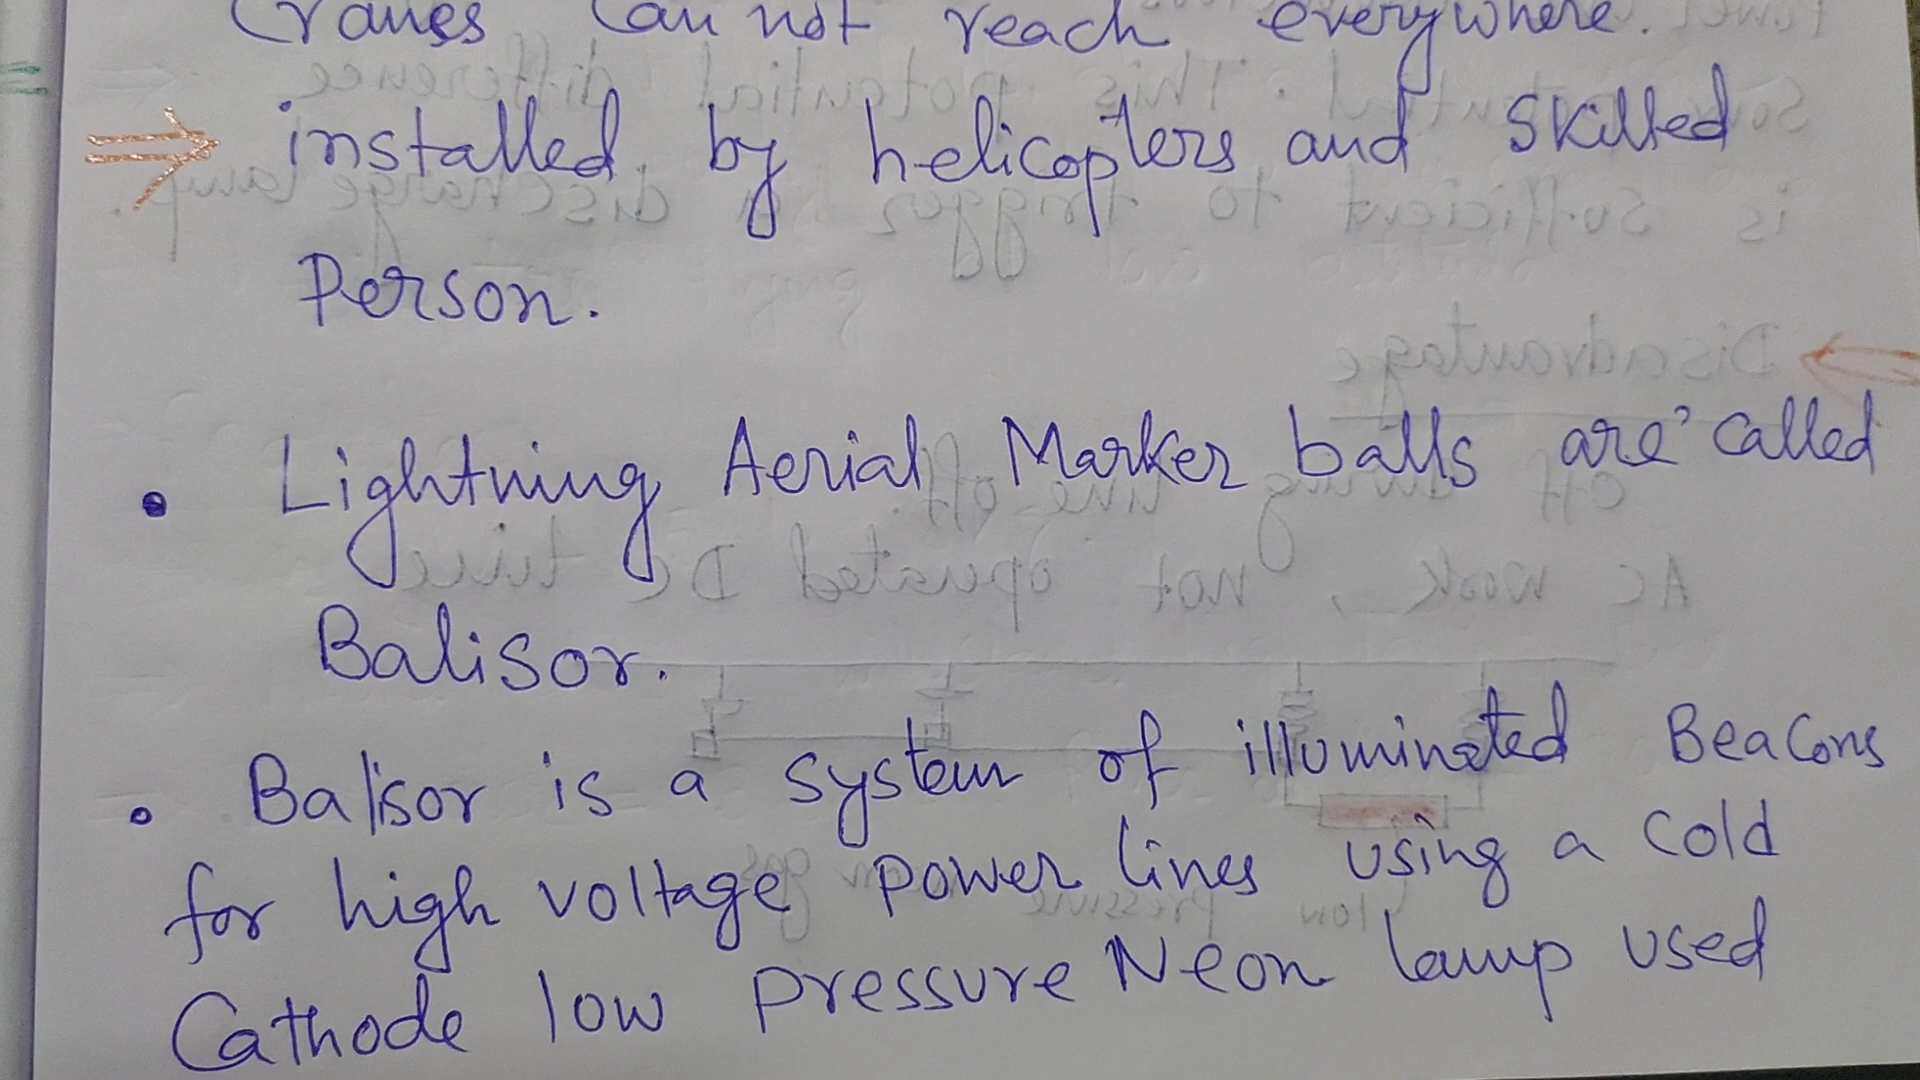 Cranes can not reach everywhere.
⇒ installed by helicopters and skilled
Person.
• Lightning Aerial Marker balls are called
Balisor.
• Balisor is a system of illuminated Beacons
for high voltage power lines using a cold
Cathode low pressure Neon lamp used